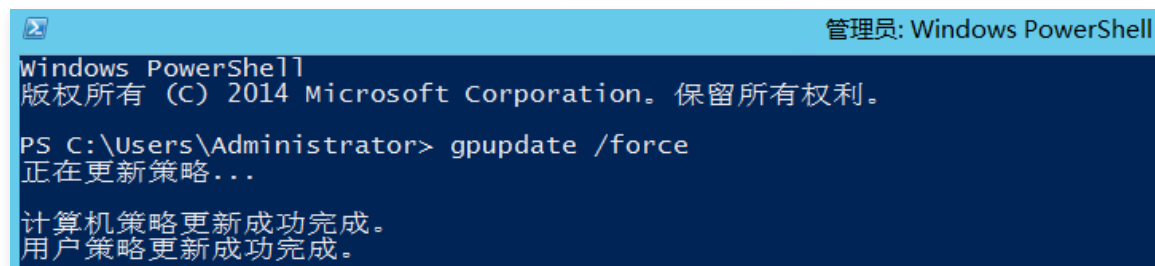 管理员: Windows PowerShell
Windows PowerShell
版权所有 (C) 2014 Microsoft Corporation。保留所有权利。
PS C:\Users\Administrator> gpupdate /force
正在更新策略...
计算机策略更新成功完成。
用户策略更新成功完成。